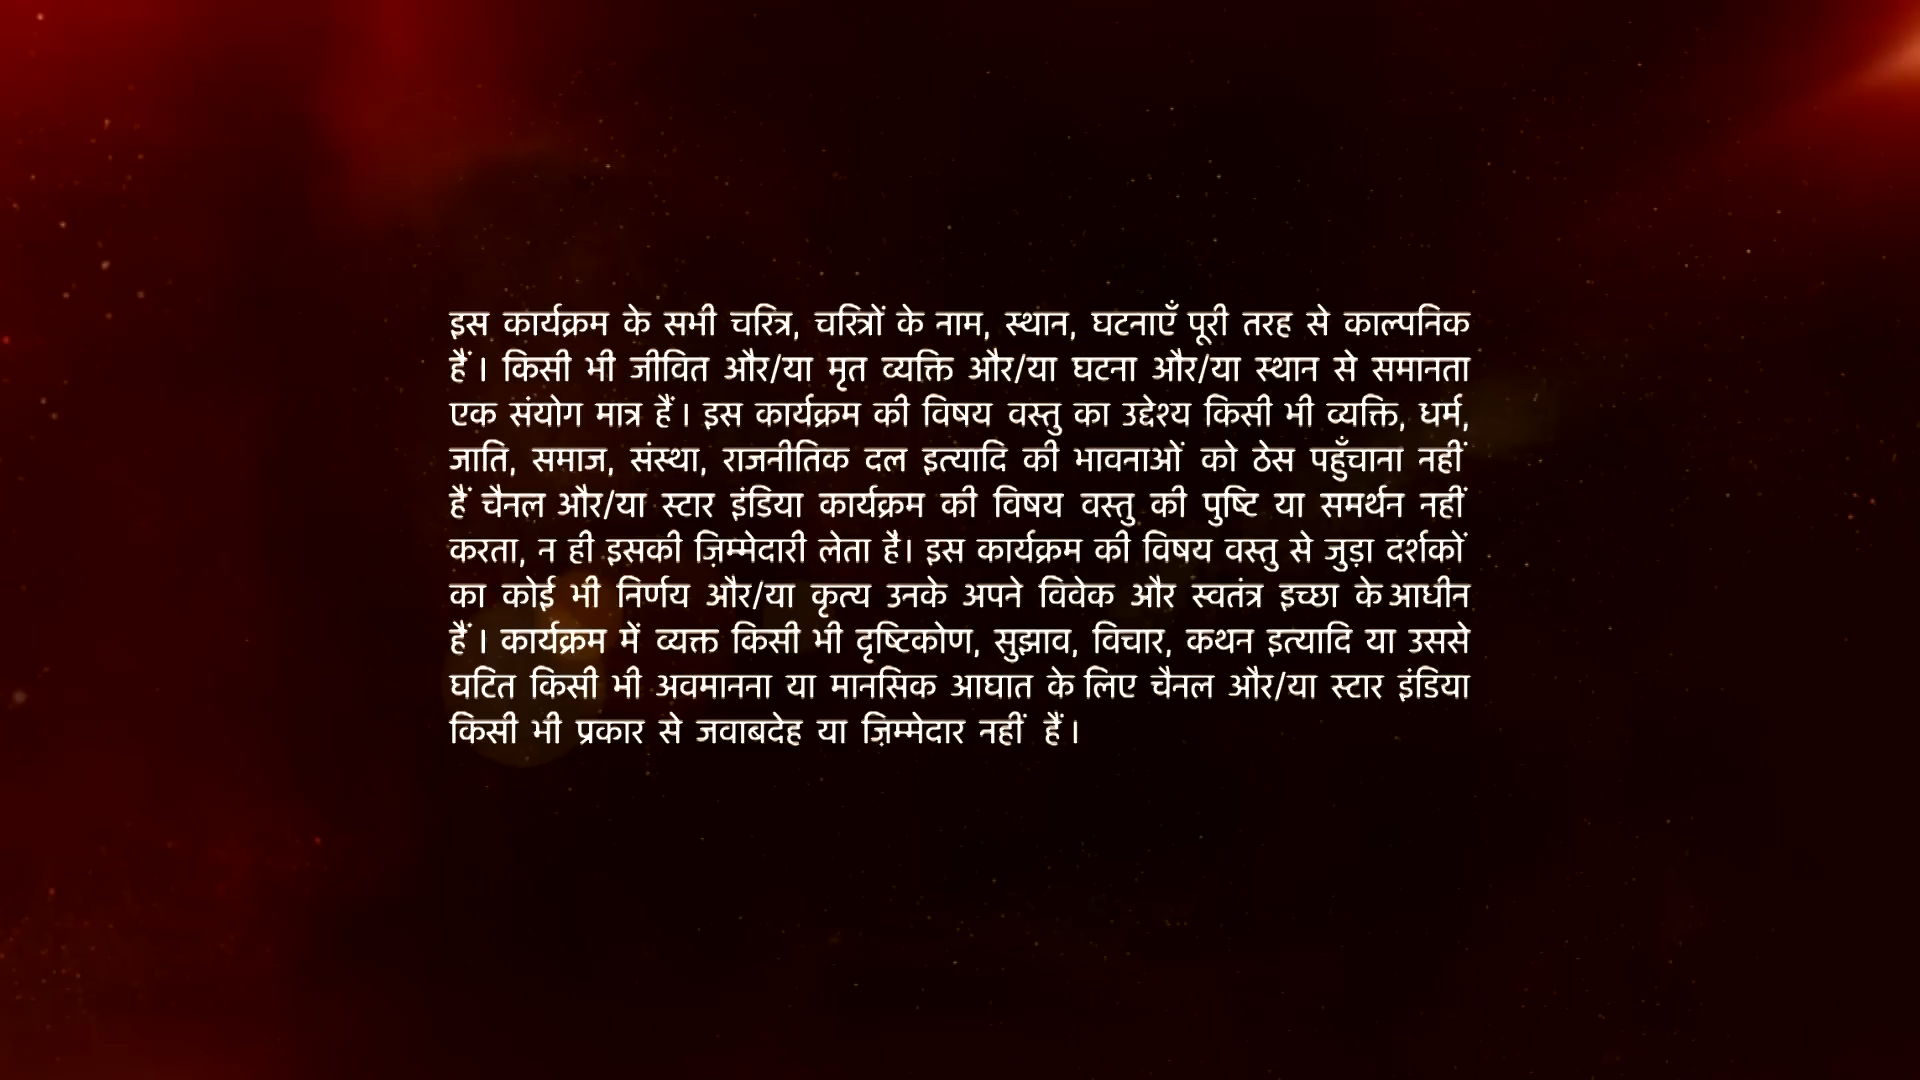 इस कार्यक्रम के सभी चरित्र, चरित्रों के नाम, स्थान, घटनाएँ पूरी तरह से काल्पनिक
हैं । किसी भी जीवित और/या मृत व्यक्ति और/या घटना और/या स्थान से समानता
एक संयोग मात्र हैं । इस कार्यक्रम की विषय वस्तु का उद्देश्य किसी भी व्यक्ति, धर्म,
जाति, समाज, संस्था, राजनीतिक दल इत्यादि की भावनाओं को ठेस पहुँचाना नहीं
हैं चैनल और/या स्टार इंडिया कार्यक्रम की विषय वस्तु की पुष्टि या समर्थन नहीं
करता, न ही इसकी ज़िम्मेदारी लेता है। इस कार्यक्रम की विषय वस्तु से जुड़ा दर्शकों
का कोई भी निर्णय और/या कृत्य उनके अपने विवेक और स्वतंत्र इच्छा के आधीन
हैं । कार्यक्रम में व्यक्त किसी भी दृष्टिकोण, सुझाव, विचार, कथन इत्यादि या उससे
घटित किसी भी अवमानना या मानसिक आघात के लिए चैनल और/या स्टार इंडिया
किसी भी प्रकार से जवाबदेह या ज़िम्मेदार नहीं हैं ।